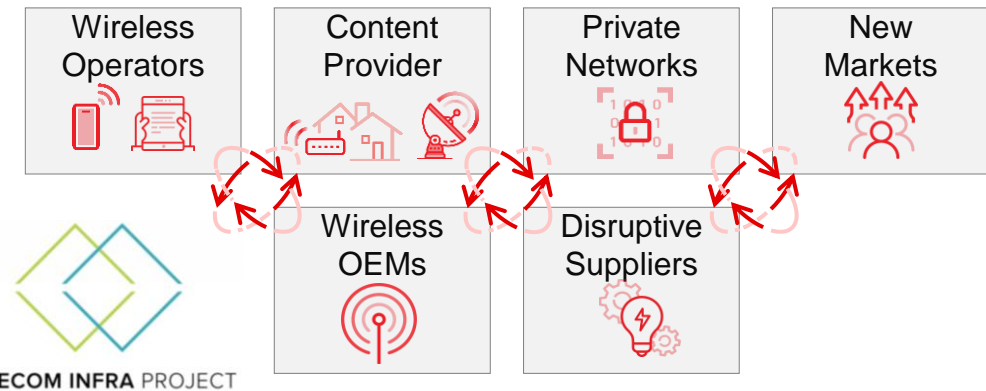 Wireless
Operators
Content
Provider
Private
Networks
New
Markets
Wireless
OEMs
Disruptive
Suppliers
ECOM INFRA PROJECT